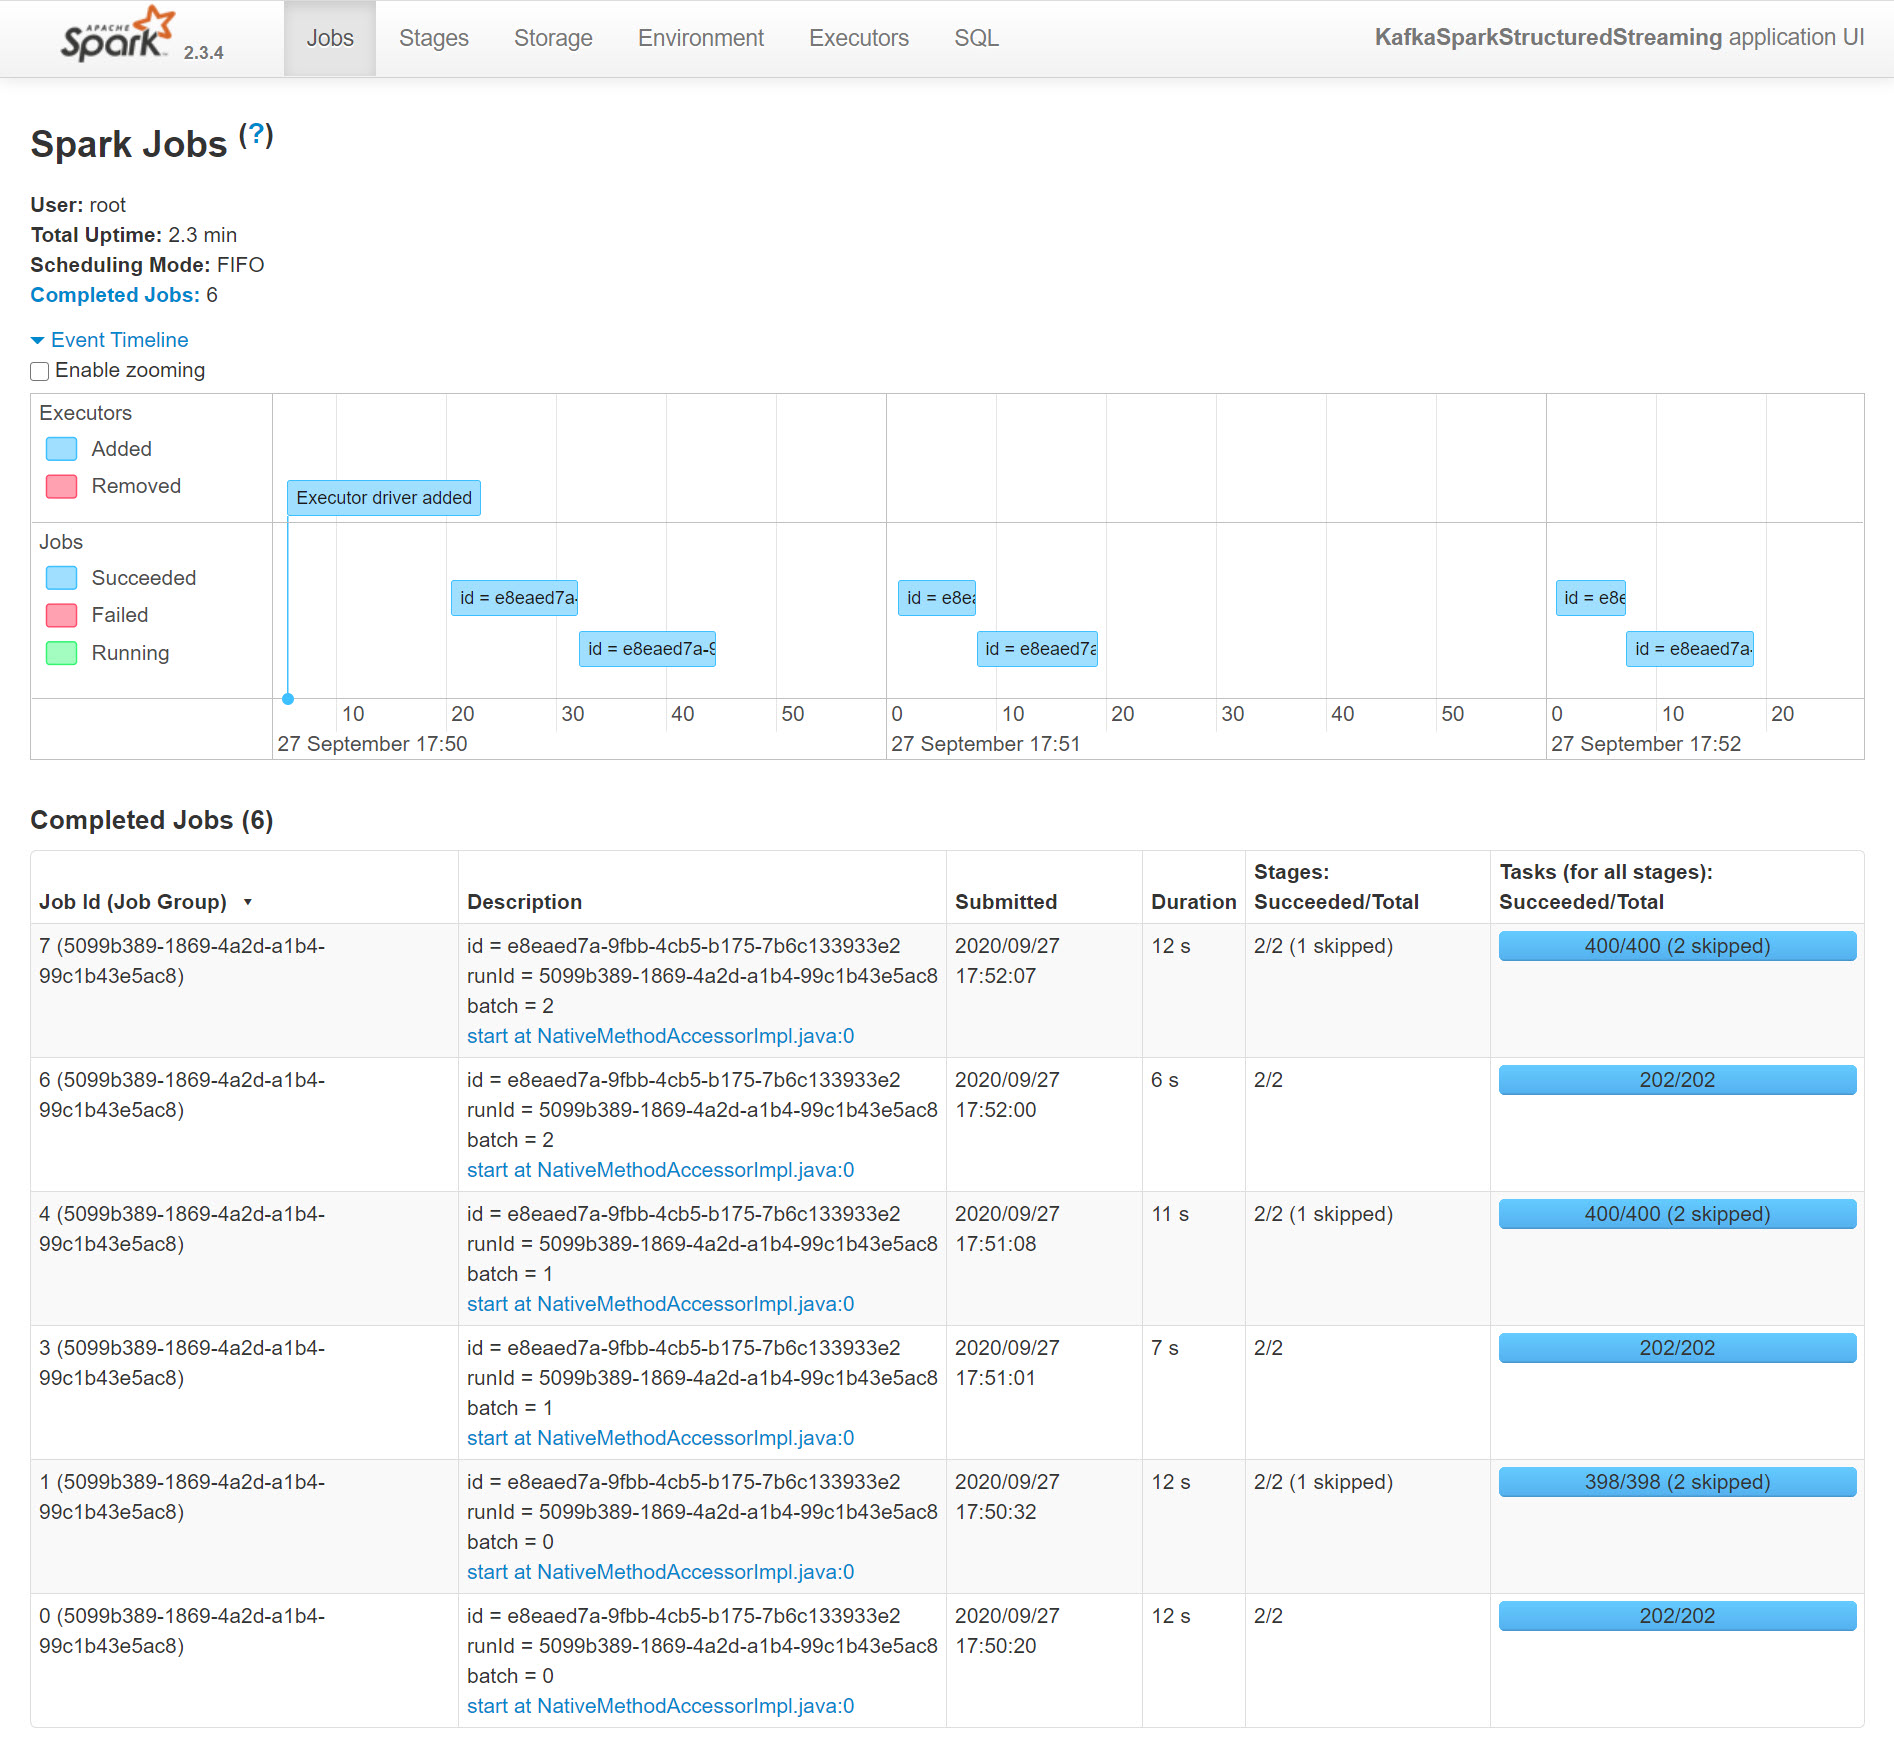 APACHE
Spark™ 2.3.4
Jobs Stages Storage Environment Executors SQL KafkaSparkStructuredStreaming application UI
Spark Jobs (?)
User: root
Total Uptime: 2.3 min
Scheduling Mode: FIFO
Completed Jobs: 6
Event Timeline
Enable zooming
Executors
Added
Removed
Executor driver added
Jobs
Succeeded
Failed
Running
id = e8eaed7a- id = e8ea id = e8e
id = e8eaed7a-9 id = e8eaed7a id = e8eaed7a-
10 20 30 40 50 0 10 20 30 40 50 0 10 20
27 September 17:50 27 September 17:51 27 September 17:52
Completed Jobs (6)
Stages: Tasks (for all stages):
Job Id (Job Group) ▾ Description Submitted Duration Succeeded/Total Succeeded/Total
7 (5099b389-1869-4a2d-a1b4- id = e8eaed7a-9fbb-4cb5-b175-7b6c133933e2 2020/09/27 12 s 2/2 (1 skipped) 400/400 (2 skipped)
99c1b43e5ac8) runId = 5099b389-1869-4a2d-a1b4-99c1b43e5ac8 17:52:07
batch = 2
start at NativeMethodAccessorImpl.java:0
6 (5099b389-1869-4a2d-a1b4- id = e8eaed7a-9fbb-4cb5-b175-7b6c133933e2 2020/09/27 6 s 2/2 202/202
99c1b43e5ac8) runId = 5099b389-1869-4a2d-a1b4-99c1b43e5ac8 17:52:00
batch = 2
start at NativeMethodAccessorImpl.java:0
4 (5099b389-1869-4a2d-a1b4- id = e8eaed7a-9fbb-4cb5-b175-7b6c133933e2 2020/09/27 11 s 2/2 (1 skipped) 400/400 (2 skipped)
99c1b43e5ac8) runId = 5099b389-1869-4a2d-a1b4-99c1b43e5ac8 17:51:08
batch = 1
start at NativeMethodAccessorImpl.java:0
3 (5099b389-1869-4a2d-a1b4- id = e8eaed7a-9fbb-4cb5-b175-7b6c133933e2 2020/09/27 7 s 2/2 202/202
99c1b43e5ac8) runId = 5099b389-1869-4a2d-a1b4-99c1b43e5ac8 17:51:01
batch = 1
start at NativeMethodAccessorImpl.java:0
1 (5099b389-1869-4a2d-a1b4- id = e8eaed7a-9fbb-4cb5-b175-7b6c133933e2 2020/09/27 12 s 2/2 (1 skipped) 398/398 (2 skipped)
99c1b43e5ac8) runId = 5099b389-1869-4a2d-a1b4-99c1b43e5ac8 17:50:32
batch = 0
start at NativeMethodAccessorImpl.java:0
0 (5099b389-1869-4a2d-a1b4- id = e8eaed7a-9fbb-4cb5-b175-7b6c133933e2 2020/09/27 12 s 2/2 202/202
99c1b43e5ac8) runId = 5099b389-1869-4a2d-a1b4-99c1b43e5ac8 17:50:20
batch = 0
start at NativeMethodAccessorImpl.java:0